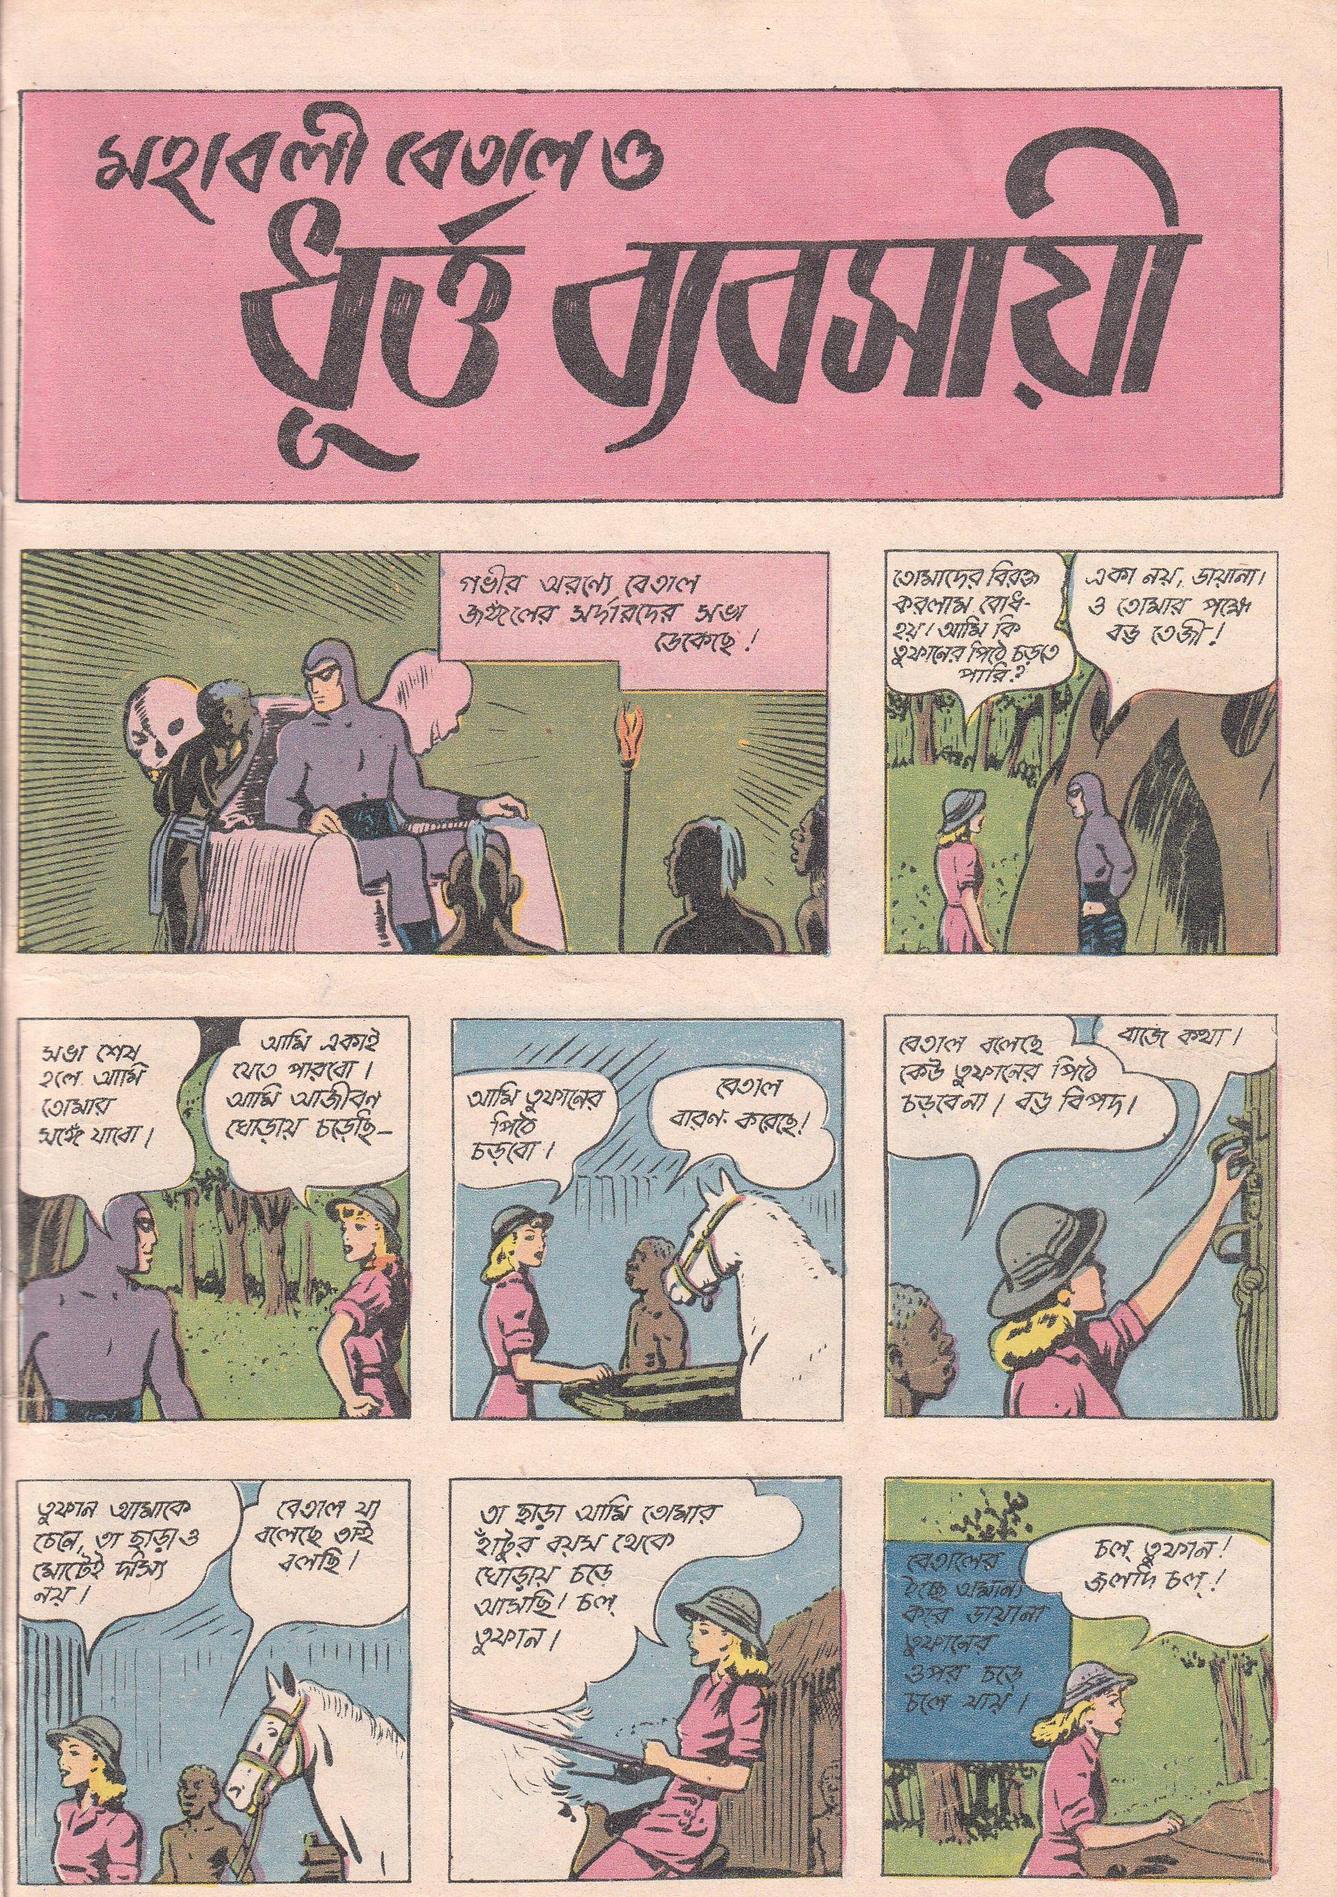 মহাবলী বেতাল ও
ধূর্ত্ত ব্যবসায়ী
গভীর অরণ্যে বেতাল
জঙ্গলের সর্দারদের সভা
ডেকেছে!
তোমাদের বিরক্ত
করলাম বোধ-
হয়! আমি কি
তুফানের পিঠে চড়তে
পারি?
একা নয়, ডায়ানা।
ও তোমার পক্ষে
বড্ড তেজী!
সভা শেষ
হলে আমি
তোমার
সঙ্গে যাবো।
আমি একাই
যেতে পারবো।
আমি আজীবন
ঘোড়ায় চড়েছি—
আমি তুফানের
পিঠে
চড়বো।
বেতাল
বারণ করেছে!
বেতাল বলেছে
কেউ তুফানের পিঠে
চড়বেনা। বড় বিপদ।
বাজে কথা।
তুফান আমাকে
চেনে, তা ছাড়া ও
মোটেই দস্যি
নয়।
বেতাল যা
বলেছে তাই
বলছি।
তা ছাড়া আমি তোমার
হাঁটুর বয়স থেকে
ঘোড়ায় চড়ে
আসছি। চল্
তুফান।
বেতালের
ইচ্ছে অমান্য
করে ডায়ানা
তুফানের
ওপর চড়ে
চলে যায়।
চল্ তুফান!
জলদি চল্!